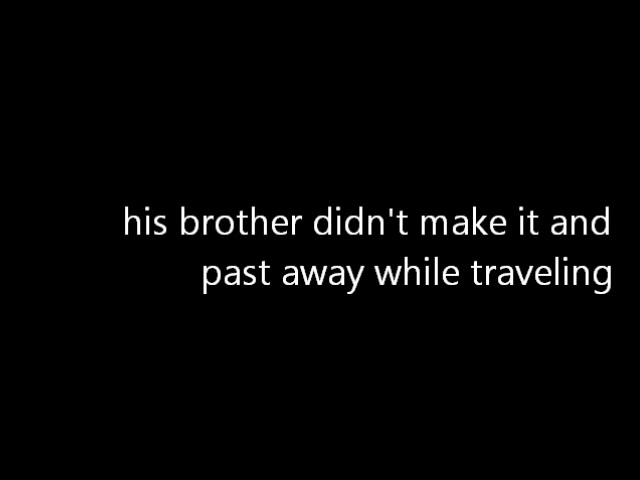 his brother didn't make it and
past away while traveling